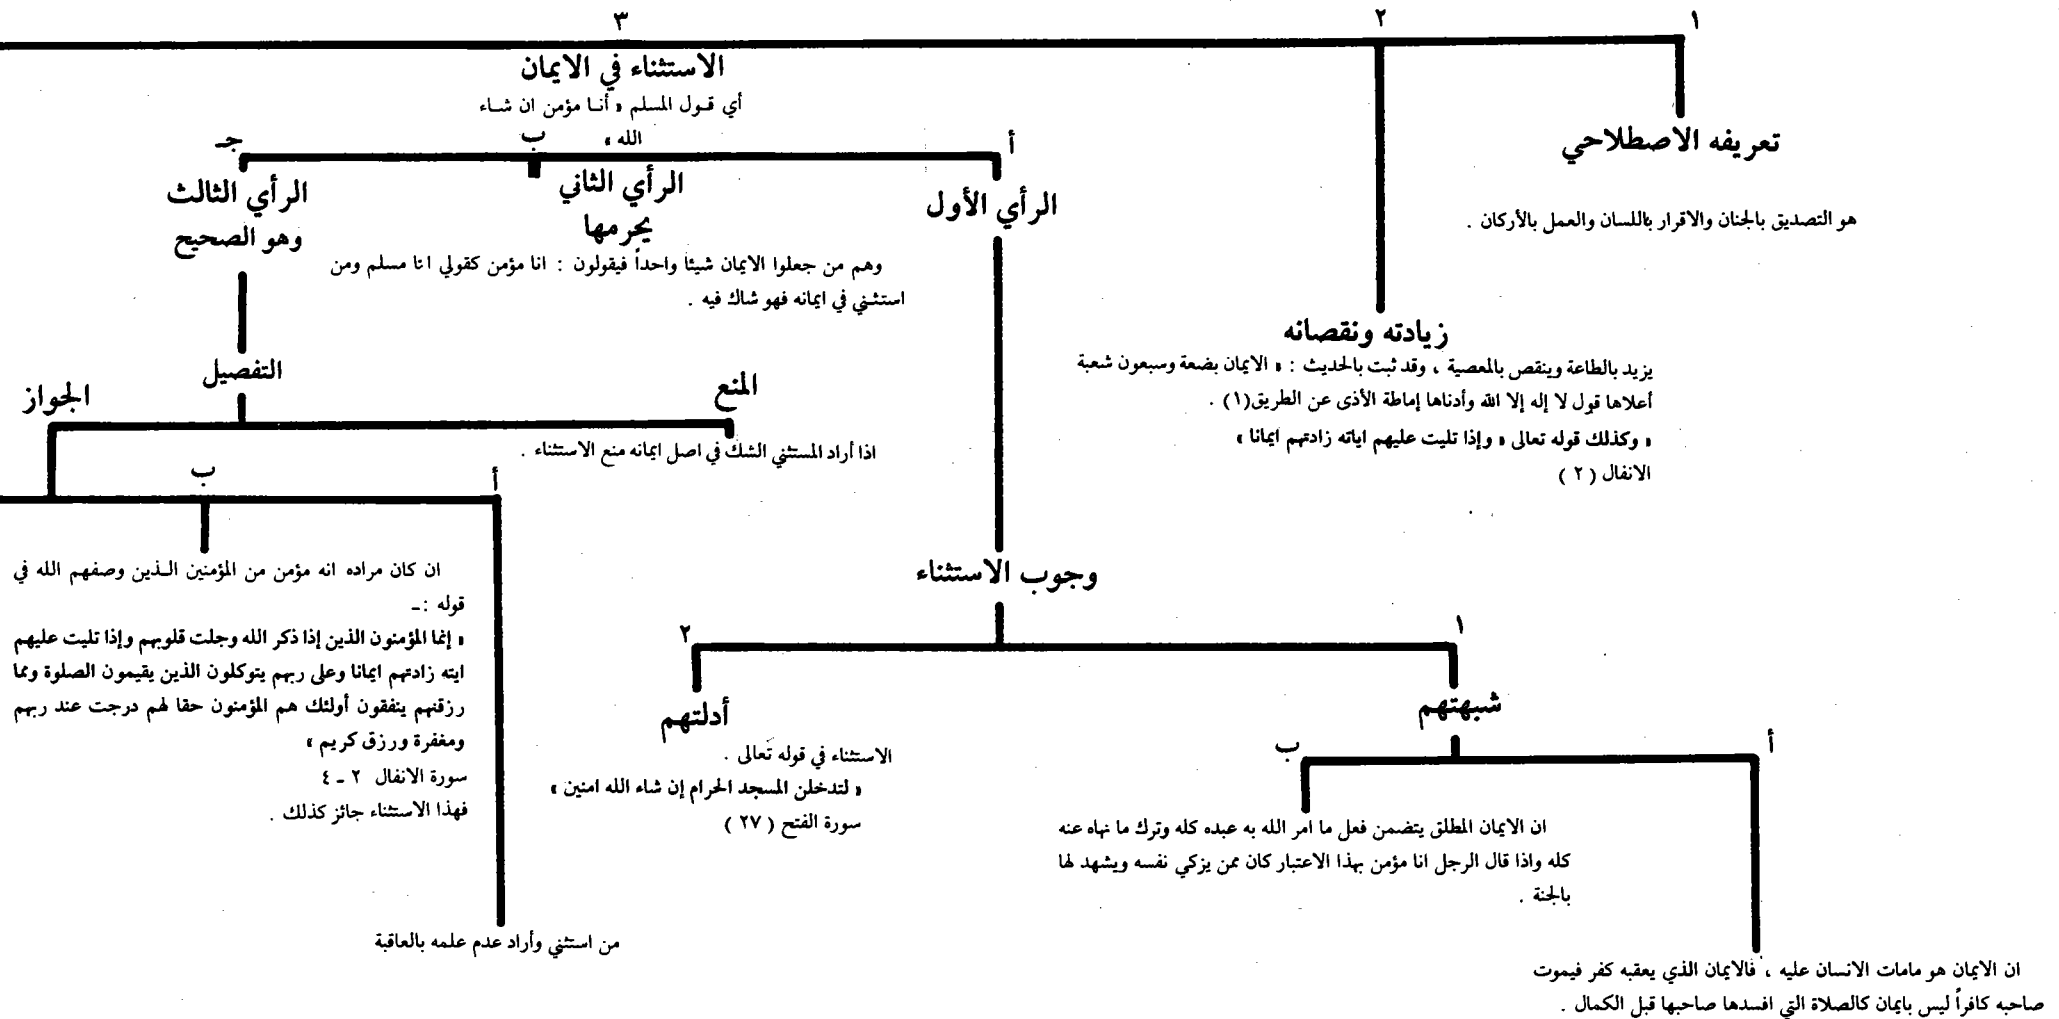 ١
تعريفه الاصطلاحي
هو التصديق بالجنان والاقرار باللسان والعمل بالأركان .
٢
زيادته ونقصانه
يزيد بالطاعة وينقص بالمعصية ، وقد ثبت بالحديث : « الايمان بضعة وسبعون شعبة
أعلاها قول لا إله إلا الله وأدناها إماطة الأذى عن الطريق(١) .
« وكذلك قوله تعالى « وإذا تليت عليهم اياته زادتهم ايمانا »
الانفال ( ٢ )
٣
الاستثناء في الايمان
أي قول المسلم « أنا مؤمن ان شاء
الله »
أ
الرأي الأول
وجوب الاستثناء
١
شبهتهم
أ
ان الايمان هو مامات الانسان عليه ، فالايمان الذي يعقبه كفر فيموت
صاحبه كافراً ليس بايمان كالصلاة التي افسدها صاحبها قبل الكمال .
ب
ان الايمان المطلق يتضمن فعل ما امر الله به عبده كله وترك ما نهاه عنه
كله واذا قال الرجل انا مؤمن بهذا الاعتبار كان ممن يزكي نفسه ويشهد لها
بالجنة .
٢
أدلتهم
الاستثناء في قوله تعالى .
« لتدخلن المسجد الحرام إن شاء الله امنين »
سورة الفتح ( ٢٧ )
ب
الرأي الثاني
يحرمها
وهم من جعلوا الايمان شيئا واحداً فيقولون : انا مؤمن كقولي انا مسلم ومن
استثني في ايمانه فهو شاك فيه .
جـ
الرأي الثالث
وهو الصحيح
التفصيل
المنع
اذا أراد المستثني الشك في اصل ايمانه منع الاستثناء .
الجواز
أ
من استثني وأراد عدم علمه بالعاقبة
ب
ان كان مراده انه مؤمن من المؤمنين الذين وصفهم الله في
قوله :ـ
« إنما المؤمنون الذين إذا ذكر الله وجلت قلوبهم وإذا تليت عليهم
ايته زادتهم ايمانا وعلى ربهم يتوكلون الذين يقيمون الصلوة ومما
رزقنهم ينفقون أولئك هم المؤمنون حقا لهم درجت عند ربهم
ومغفرة ورزق كريم »
سورة الانفال ٢ ـ ٤
فهذا الاستثناء جائز كذلك .